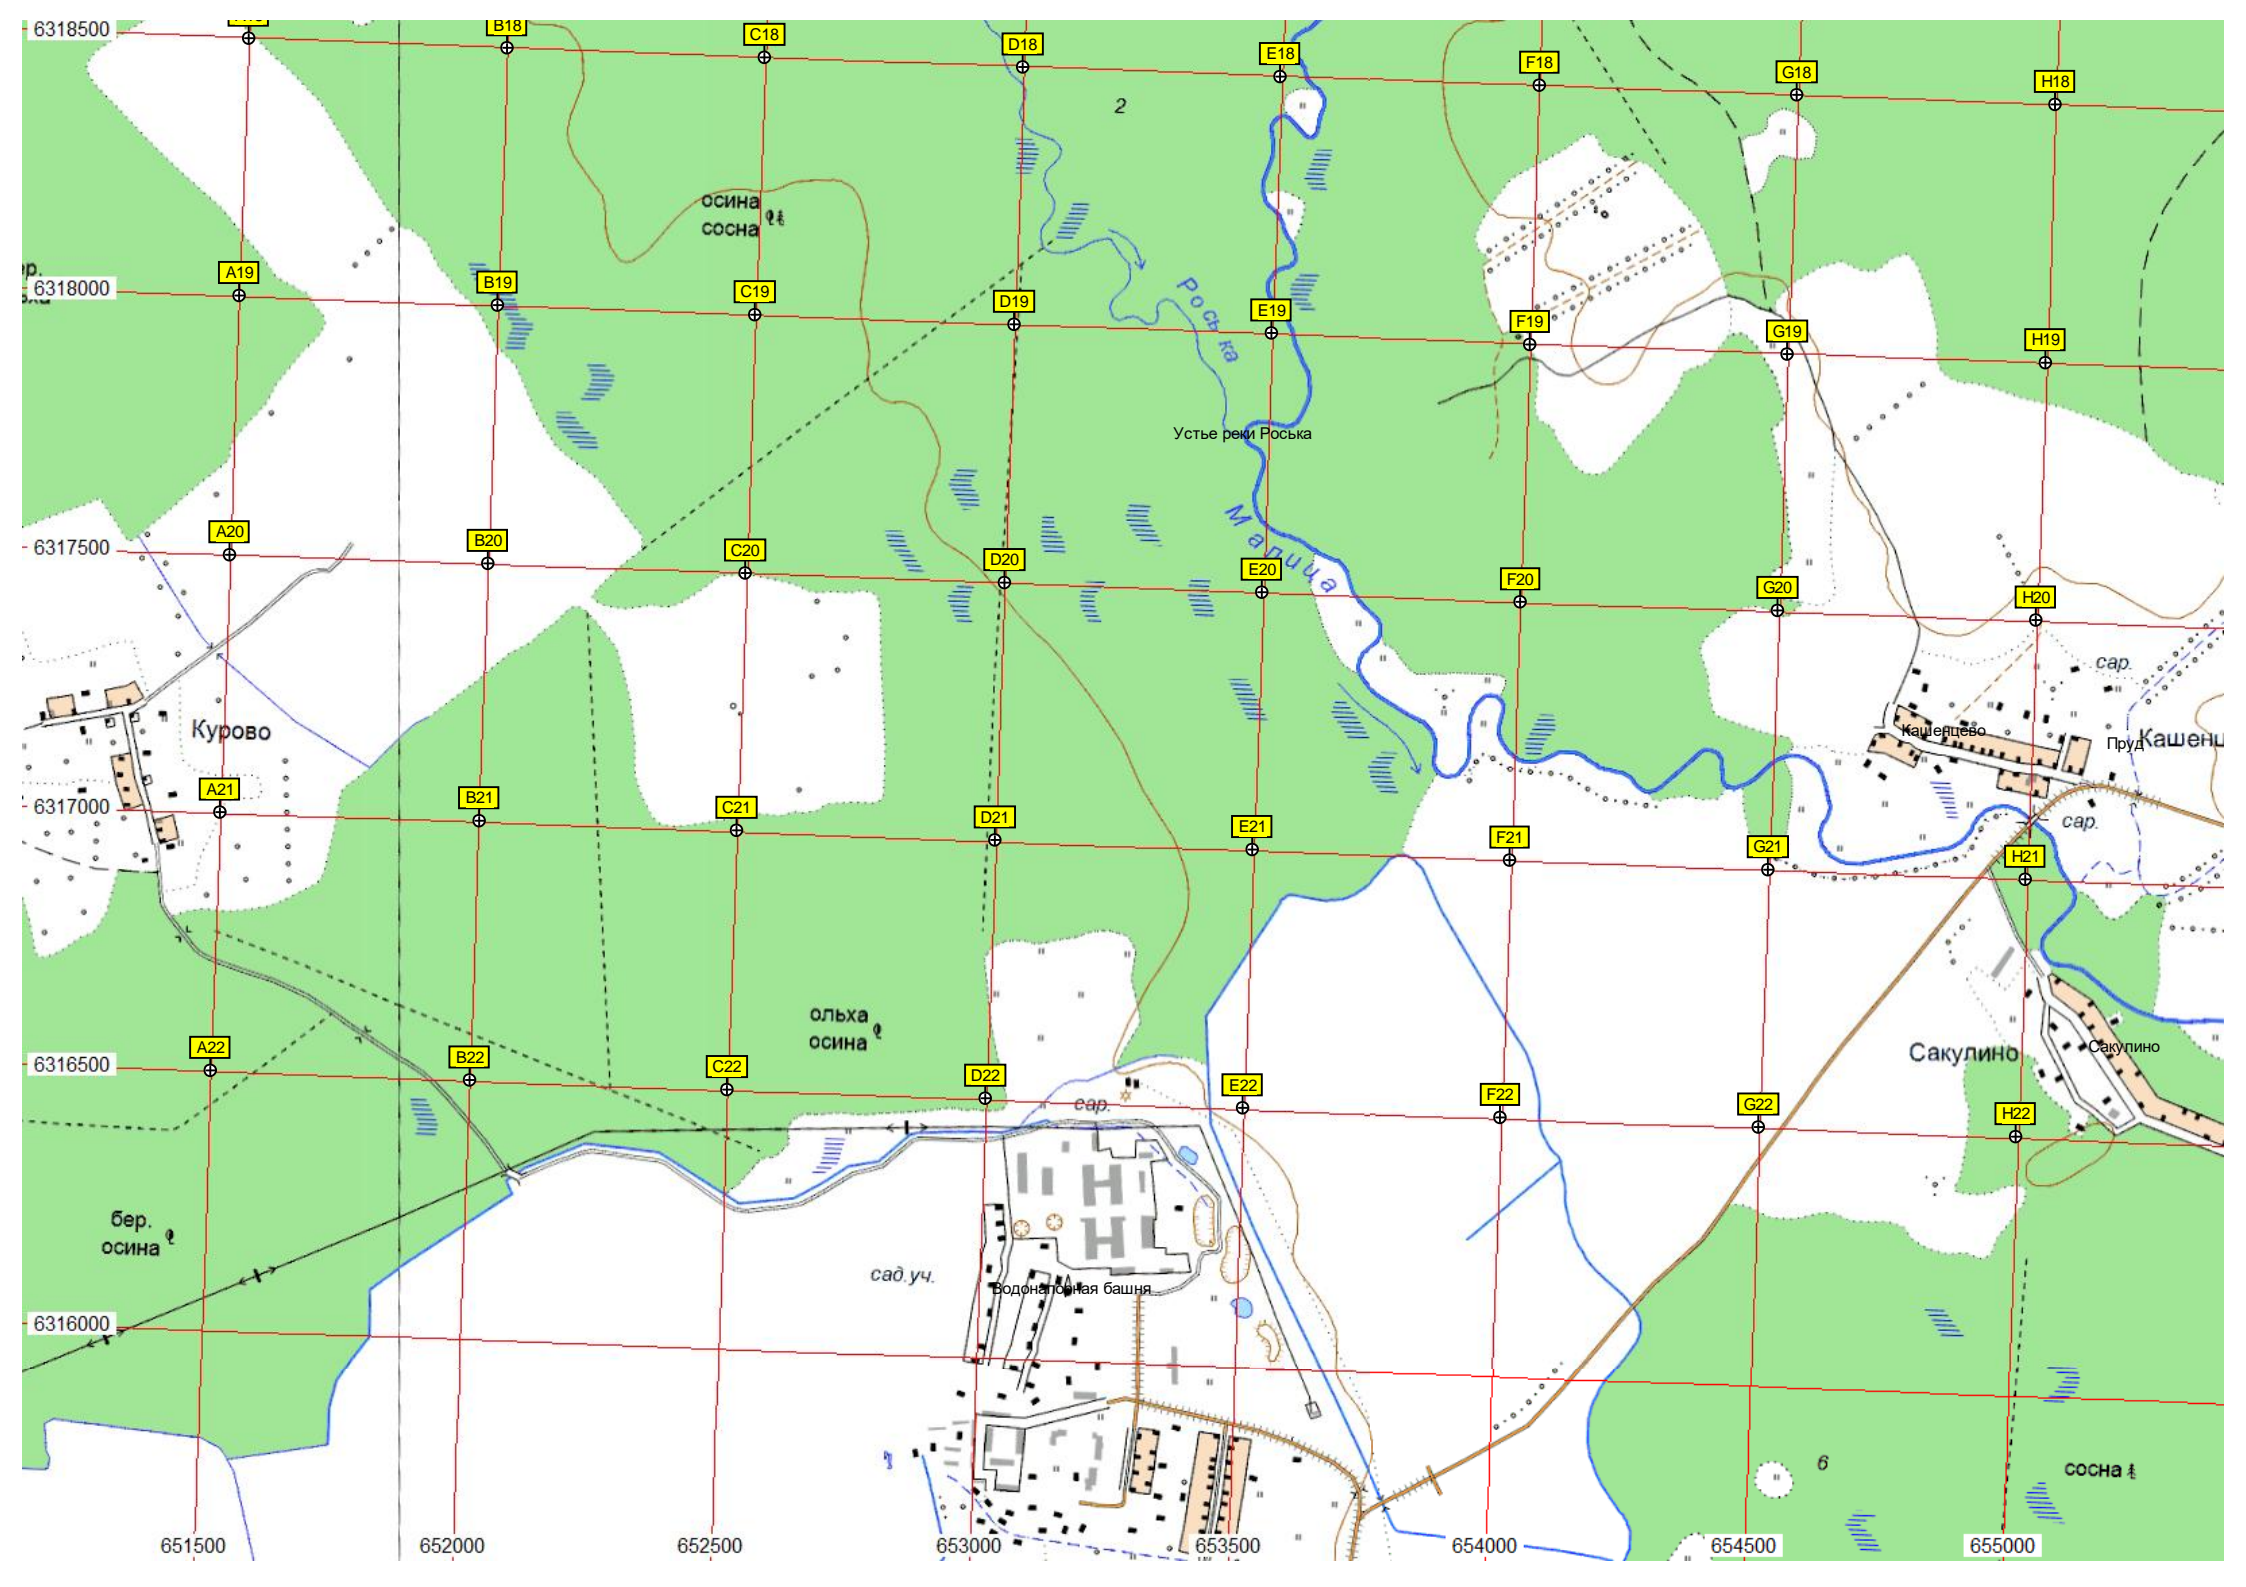 6318500
B18
C18
D18
E18
F18
G18
H18
2
осина
сосна
6318000
A19
B19
C19
D19
E19
F19
G19
H19
Роська
Устье реки Роська
Малица
6317500
A20
B20
C20
D20
E20
F20
G20
H20
сар.
Курово
Кашенцево
Пруд
Кашенц
6317000
A21
B21
C21
D21
E21
F21
G21
H21
сар.
ольха
осина
6316500
A22
B22
C22
D22
E22
F22
G22
H22
Сакулино
Сакулино
сар.
бер.
осина
сад.уч.
Водонапорная башня
6316000
6
сосна
651500
652000
652500
653000
653500
654000
654500
655000